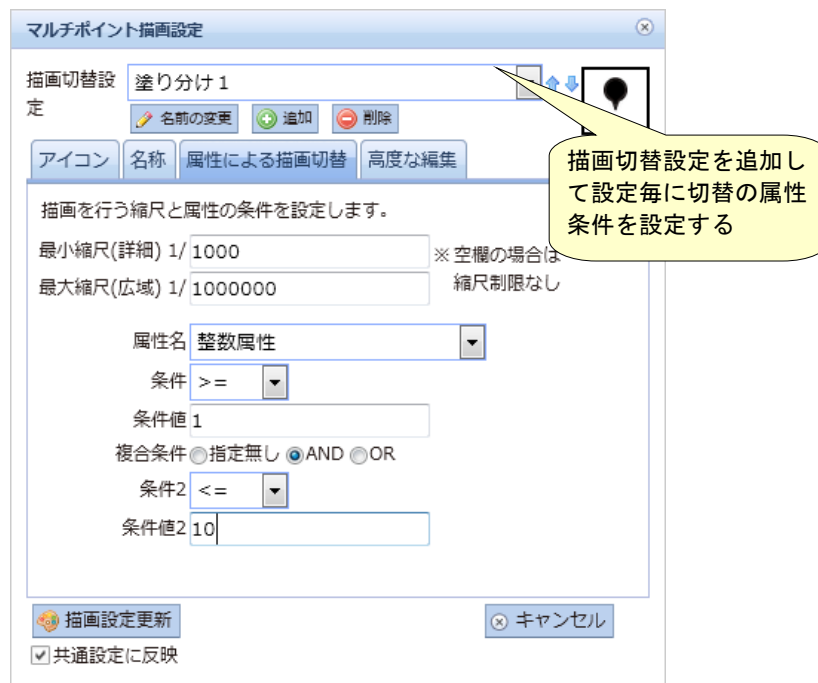 マルチポイント描画設定
描画切替設
定
塗り分け1
名前の変更 追加 削除
アイコン 名称 属性による描画切替 高度な編集
描画切替設定を追加し
て設定毎に切替の属性
条件を設定する
描画を行う縮尺と属性の条件を設定します。
最小縮尺(詳細) 1/ 1000
※ 空欄の場合は
最大縮尺(広域) 1/ 1000000
縮尺制限なし
属性名 整数属性
条件 >=
条件値 1
複合条件 指定無し AND OR
条件2 <=
条件値2 10
描画設定更新 キャンセル
共通設定に反映